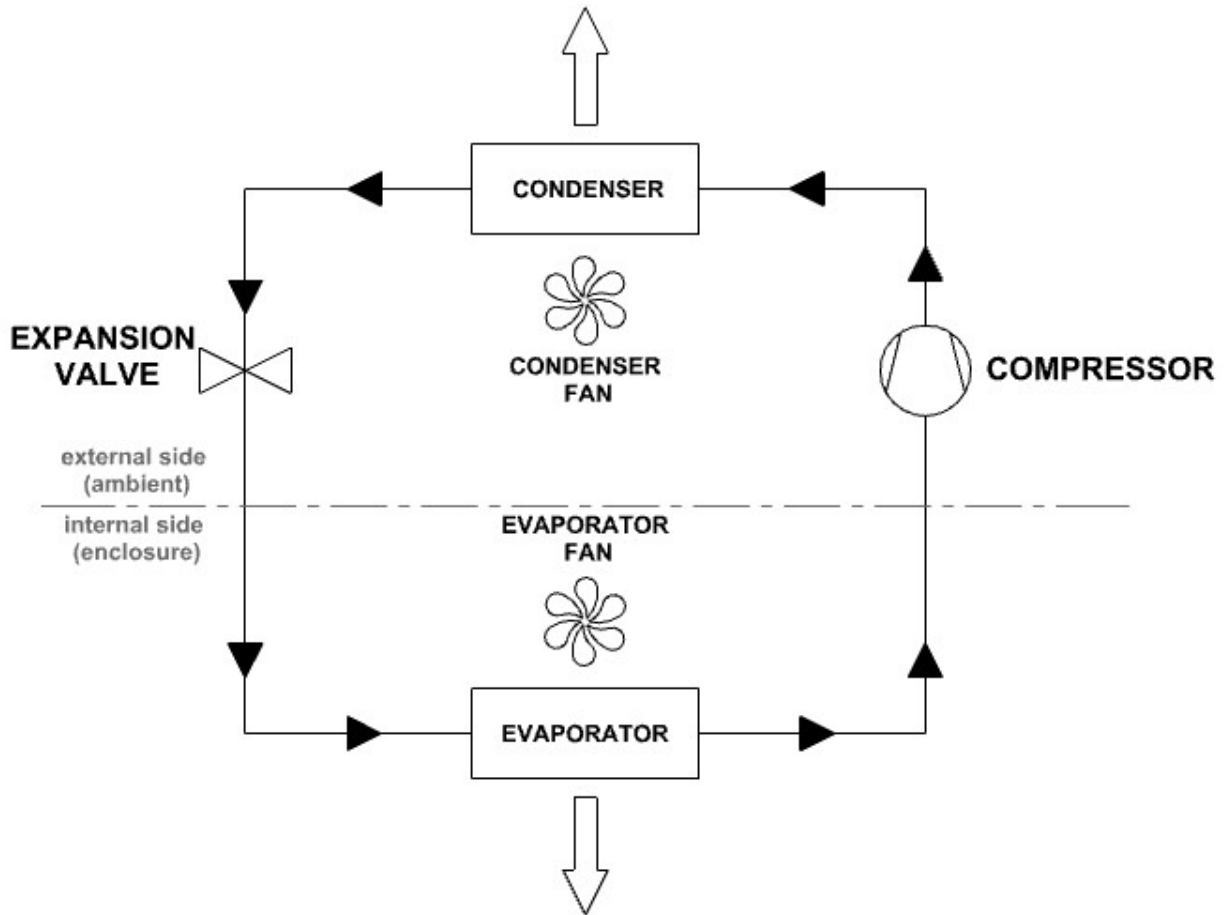 CONDENSER
EXPANSION
VALVE
CONDENSER
FAN
COMPRESSOR
external side
(ambient)
internal side
(enclosure)
EVAPORATOR
FAN
EVAPORATOR